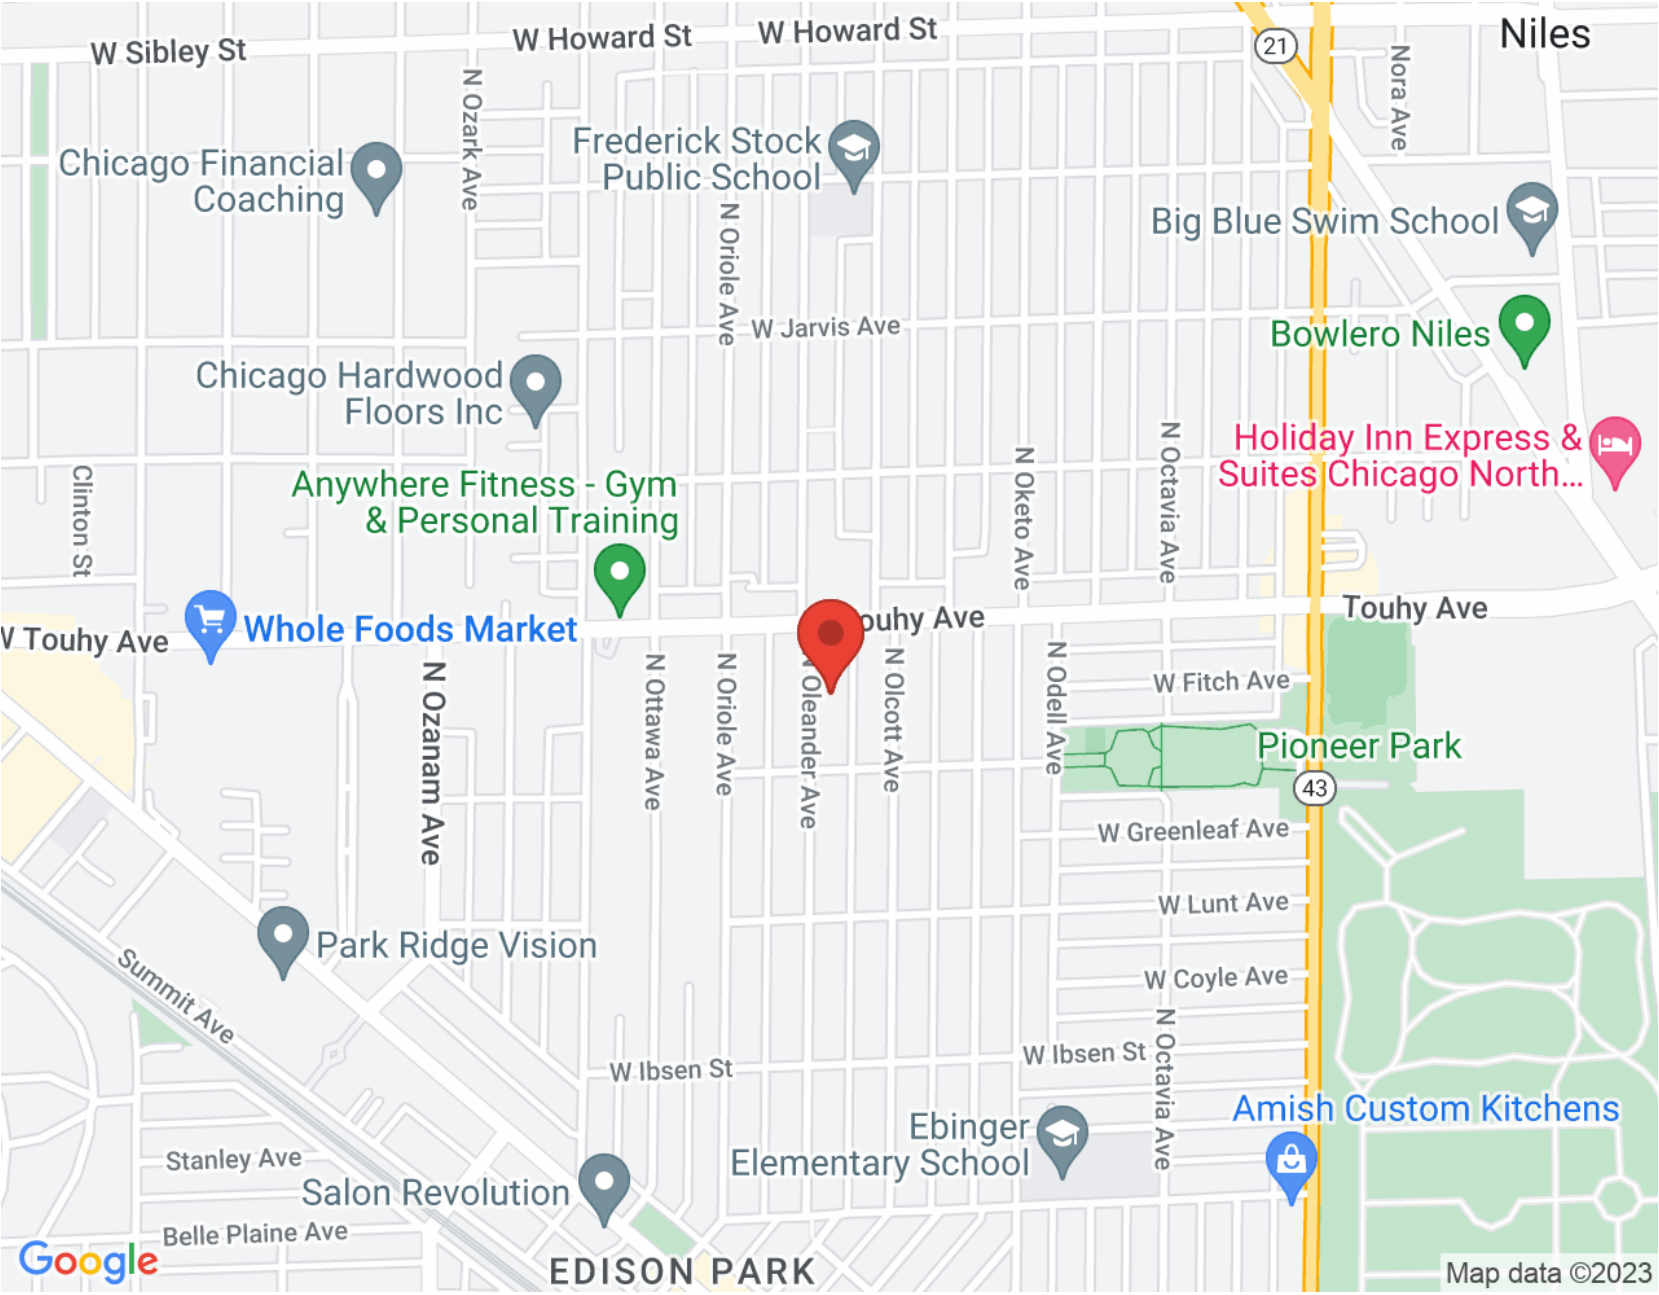 W Sibley St
W Howard St
W Howard St
21
Niles
N Ozark Ave
Nora Ave
Frederick Stock
Public School
Chicago Financial
Coaching
N Oriole Ave
Big Blue Swim School
W Jarvis Ave
Bowlero Niles
Chicago Hardwood
Floors Inc
Holiday Inn Express &
Suites Chicago North...
Clinton St
Anywhere Fitness - Gym
& Personal Training
N Oketo Ave
N Octavia Ave
W Touhy Ave
Whole Foods Market
ouhy Ave
Touhy Ave
N Ozanam Ave
N Ottawa Ave
N Oriole Ave
N Oleander Ave
N Olcott Ave
N Odell Ave
W Fitch Ave
Pioneer Park
43
W Greenleaf Ave
W Lunt Ave
Park Ridge Vision
Summit Ave
W Coyle Ave
N Octavia Ave
W Ibsen St
W Ibsen St
Amish Custom Kitchens
Ebinger
Elementary School
Stanley Ave
Salon Revolution
Belle Plaine Ave
Google
EDISON PARK
Map data ©2023